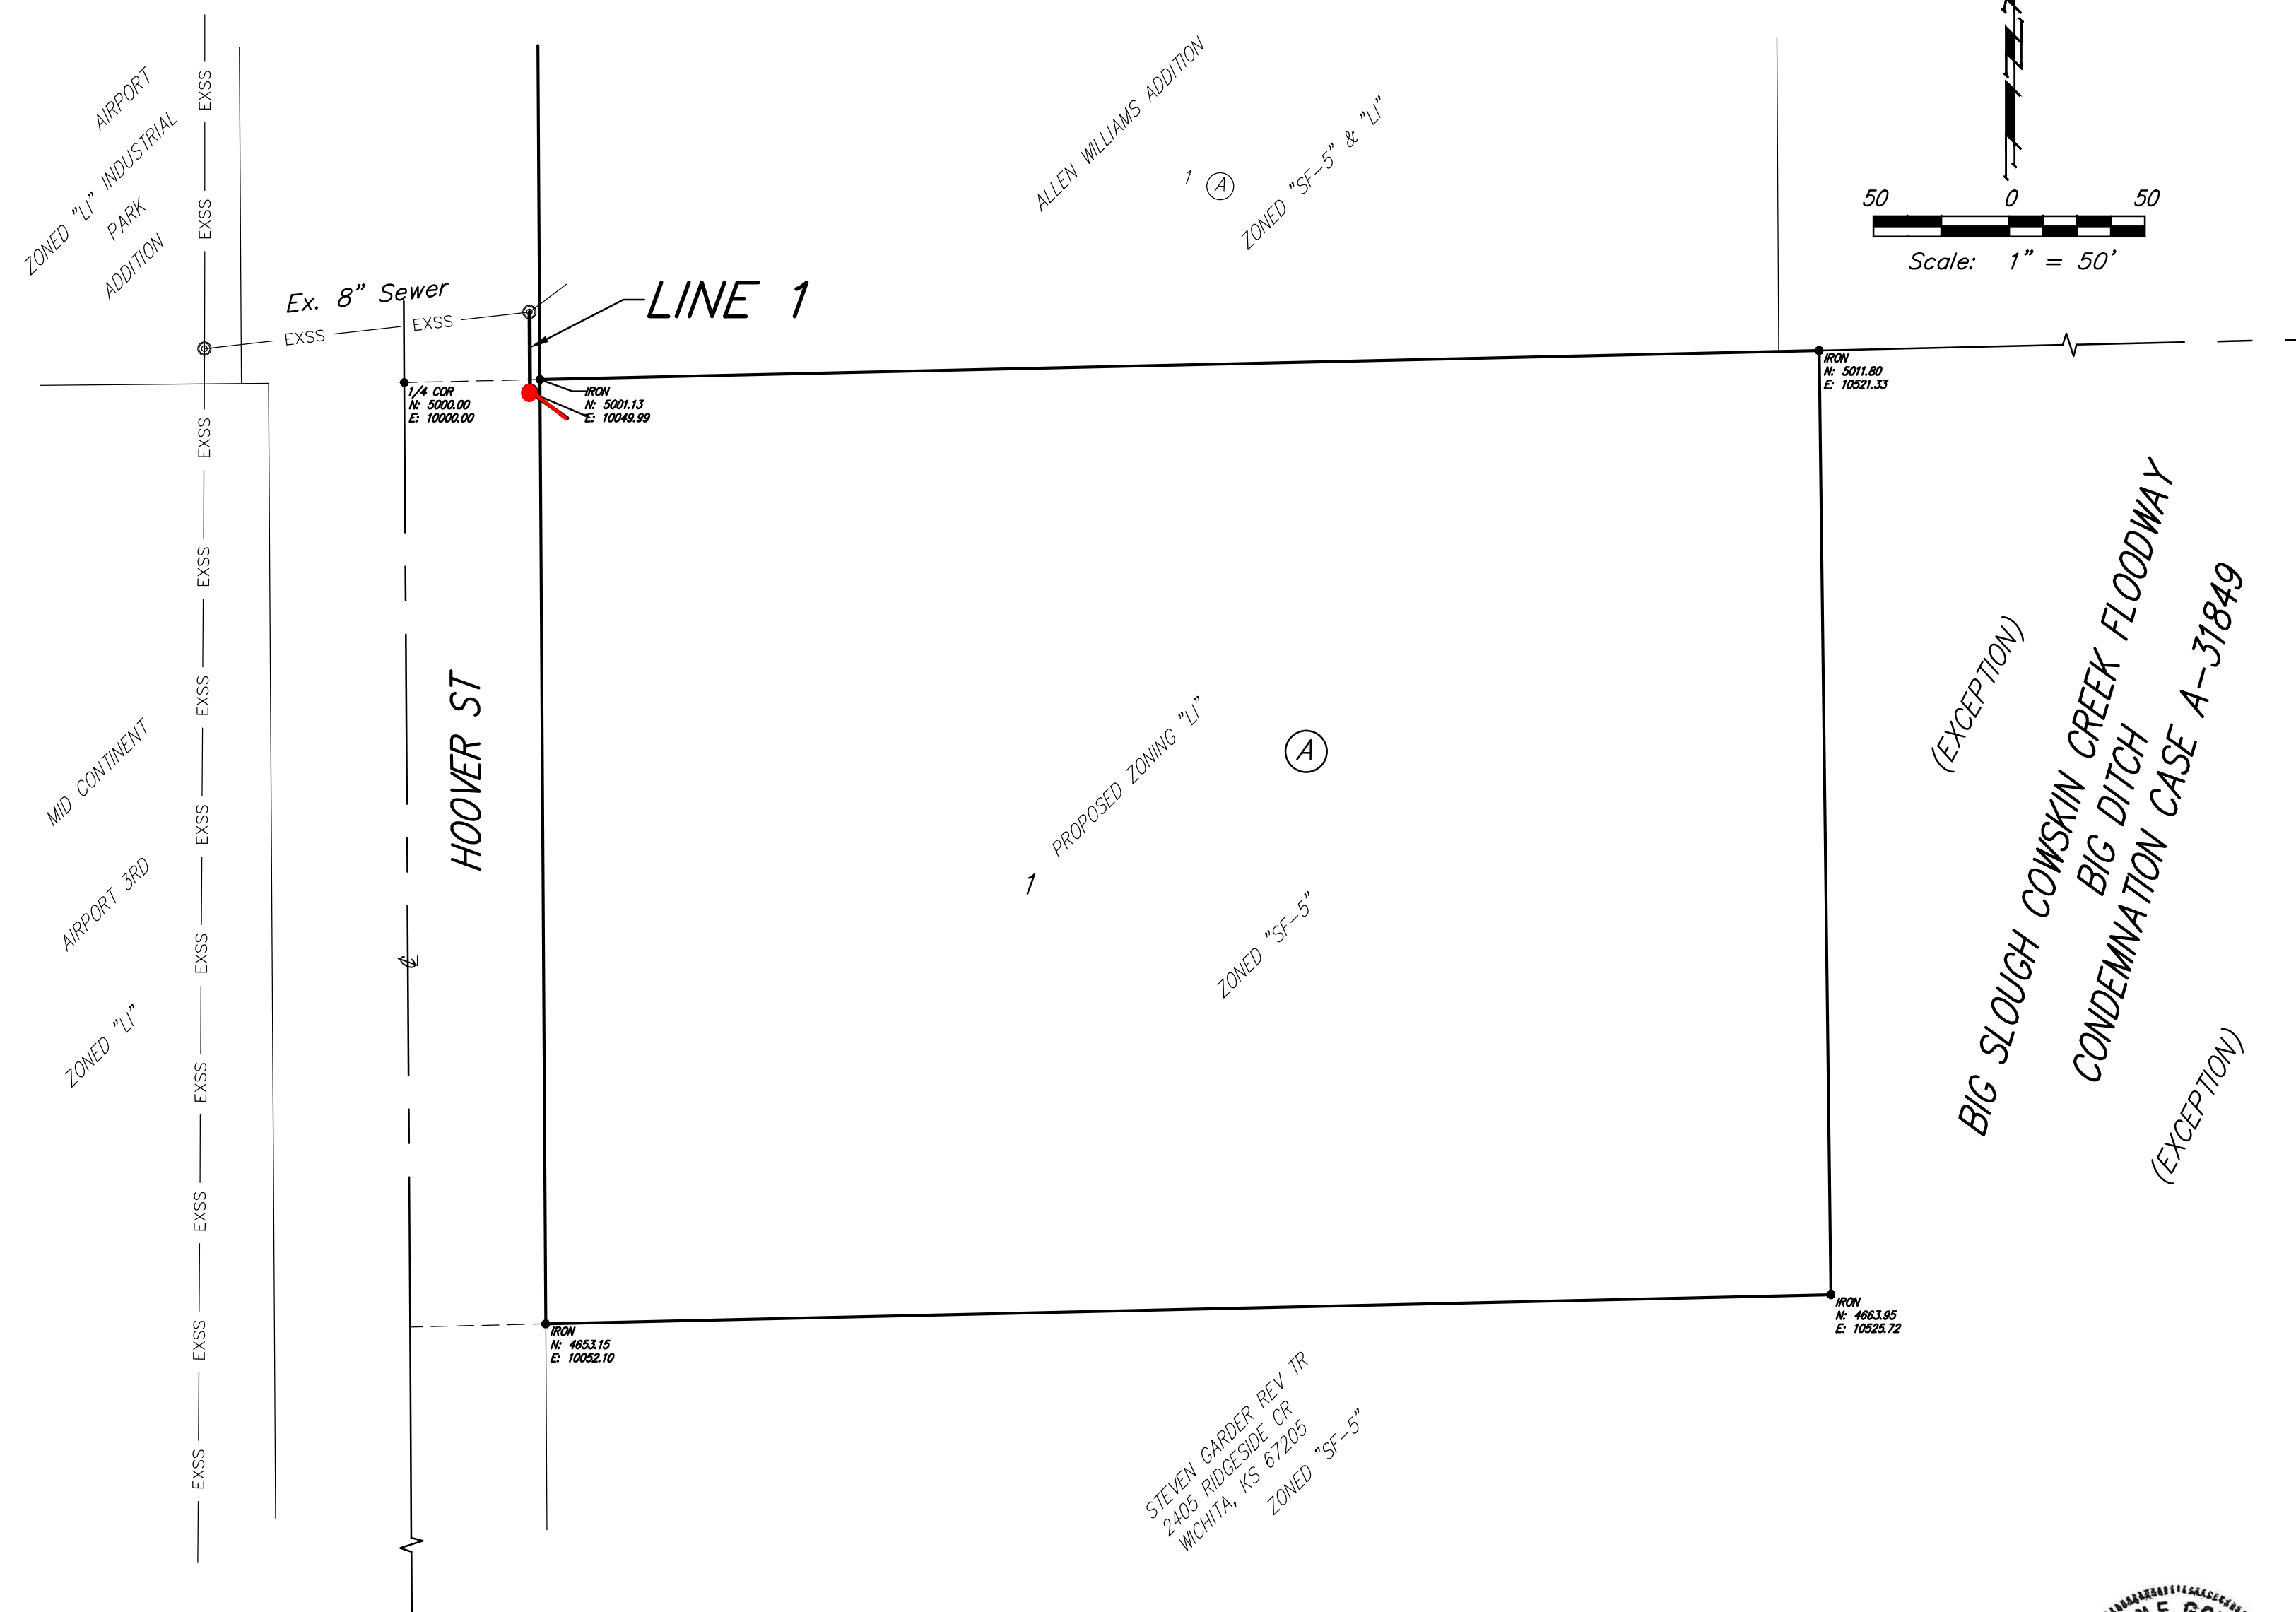 AIRPORT
ZONED "LI" INDUSTRIAL
PARK
ADDITION
EXSS
EXSS
ALLEN WILLIAMS ADDITION
1 A
ZONED "SF-5" & "LI"
50 0 50
Scale: 1" = 50'
Ex. 8" Sewer
EXSS EXSS
LINE 1
1/4 COR
N: 5000.00
E: 10000.00
IRON
N: 5001.13
E: 10049.99
IRON
N: 5011.80
E: 10521.33
EXSS
EXSS
EXSS
EXSS
EXSS
EXSS
EXSS
EXSS
EXSS
MID CONTINENT
AIRPORT 3RD
ZONED "LI"
HOOVER ST
PROPOSED ZONING "LI"
A
1
ZONED "SF-5"
(EXCEPTION)
BIG SLOUGH COWSKIN CREEK FLOODWAY
BIG DITCH
CONDEMNATION CASE A-31849
(EXCEPTION)
IRON
N: 4653.15
E: 10052.10
IRON
N: 4663.95
E: 10525.72
STEVEN GARDER REV TR
2405 RIDGESIDE CR
WICHITA, KS 67205
ZONED "SF-5"